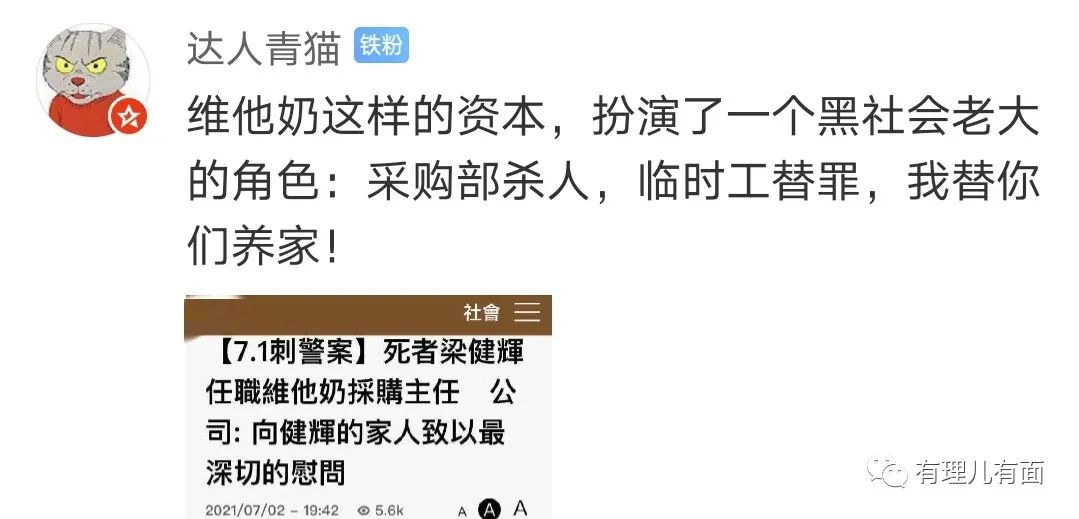 达人青猫 铁粉
维他奶这样的资本，扮演了一个黑社会老大
的角色：采购部杀人，临时工替罪，我替你
们养家！
社會
【7.1刺警案】死者梁健輝
任職維他奶採購主任 公
司: 向健輝的家人致以最
深切的慰問
2021/07/02 – 19:42 5.6k A A A
有理儿有面